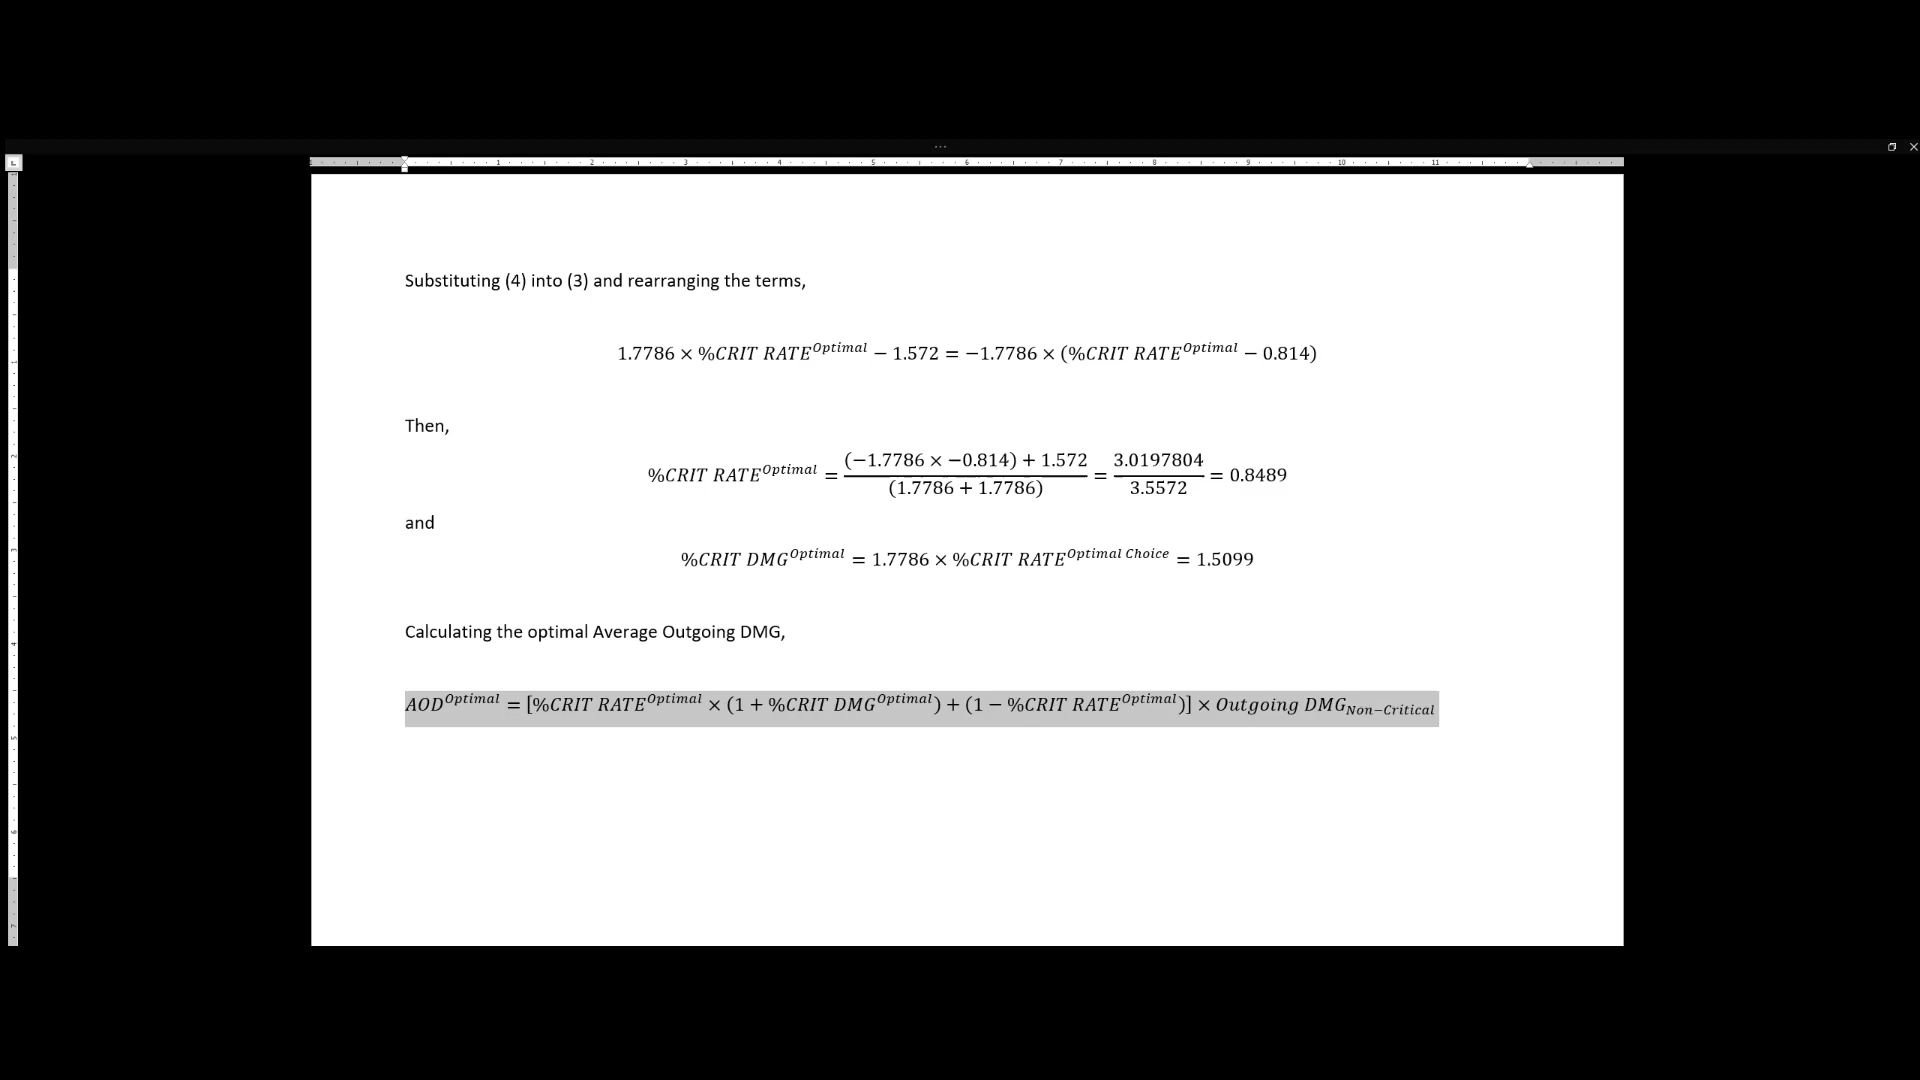 Substituting (4) into (3) and rearranging the terms,
1.7786 × %CRIT RATE^Optimal − 1.572 = −1.7786 × (%CRIT RATE^Optimal − 0.814)
Then,
%CRIT RATE^Optimal = ((−1.7786 × −0.814) + 1.572)/(1.7786 + 1.7786) = 3.0197804/3.5572 = 0.8489
and
%CRIT DMG^Optimal = 1.7786 × %CRIT RATE^Optimal Choice = 1.5099
Calculating the optimal Average Outgoing DMG,
AOD^Optimal = [%CRIT RATE^Optimal × (1 + %CRIT DMG^Optimal) + (1 − %CRIT RATE^Optimal)] × Outgoing DMG_Non−Critical